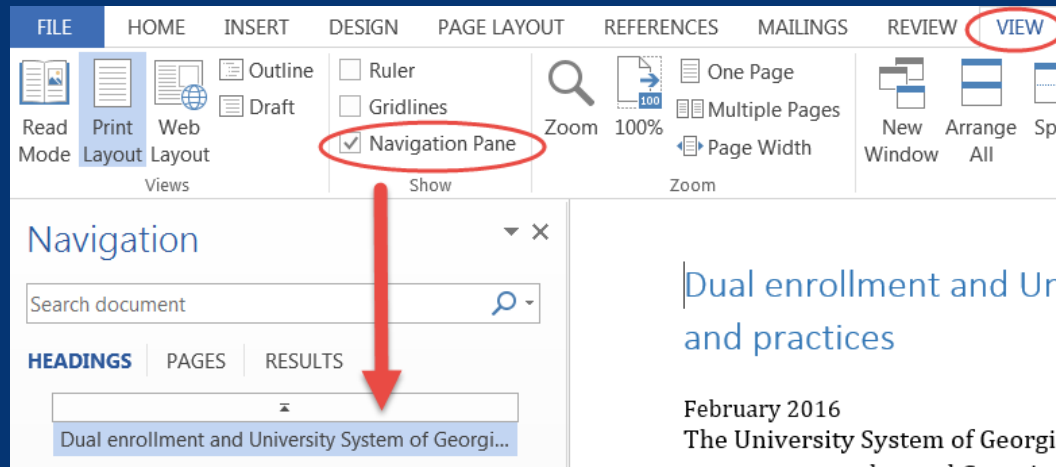 FILE HOME INSERT DESIGN PAGE LAYOUT REFERENCES MAILINGS REVIEW VIEW
Read Mode
Print Layout
Web Layout
Outline
Draft
Views
Ruler
Gridlines
Navigation Pane
Show
Zoom
100
100%
One Page
Multiple Pages
Page Width
Zoom
New Window
Arrange All
Sp
Navigation
Search document
HEADINGS PAGES RESULTS
Dual enrollment and University System of Georgi...
Dual enrollment and Un
and practices
February 2016
The University System of Georgi